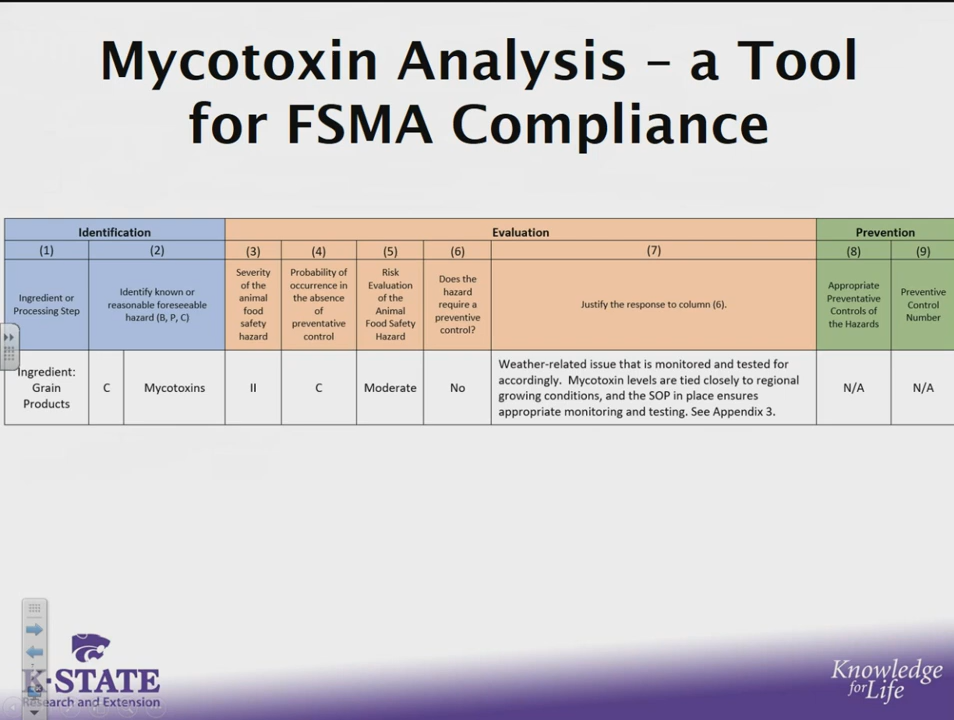 Mycotoxin Analysis – a Tool
for FSMA Compliance
Identification
Evaluation
Prevention
(1)
(2)
(3)
(4)
(5)
(6)
(7)
(8)
(9)
Ingredient or
Processing Step
Identify known or
reasonable foreseeable
hazard (B, P, C)
Severity
of the
animal
food
safety
hazard
Probability of
occurrence in
the absence
of
preventative
control
Risk
Evaluation
of the
Animal
Food Safety
Hazard
Does the
hazard
require a
preventive
control?
Justify the response to column (6).
Appropriate
Preventative
Controls of
the Hazards
Preventive
Control
Number
Ingredient:
Grain
Products
C
Mycotoxins
II
C
Moderate
No
Weather-related issue that is monitored and tested for
accordingly. Mycotoxin levels are tied closely to regional
growing conditions, and the SOP in place ensures
appropriate monitoring and testing. See Appendix 3.
N/A
N/A
K-STATE
Research and Extension
Knowledge
for Life